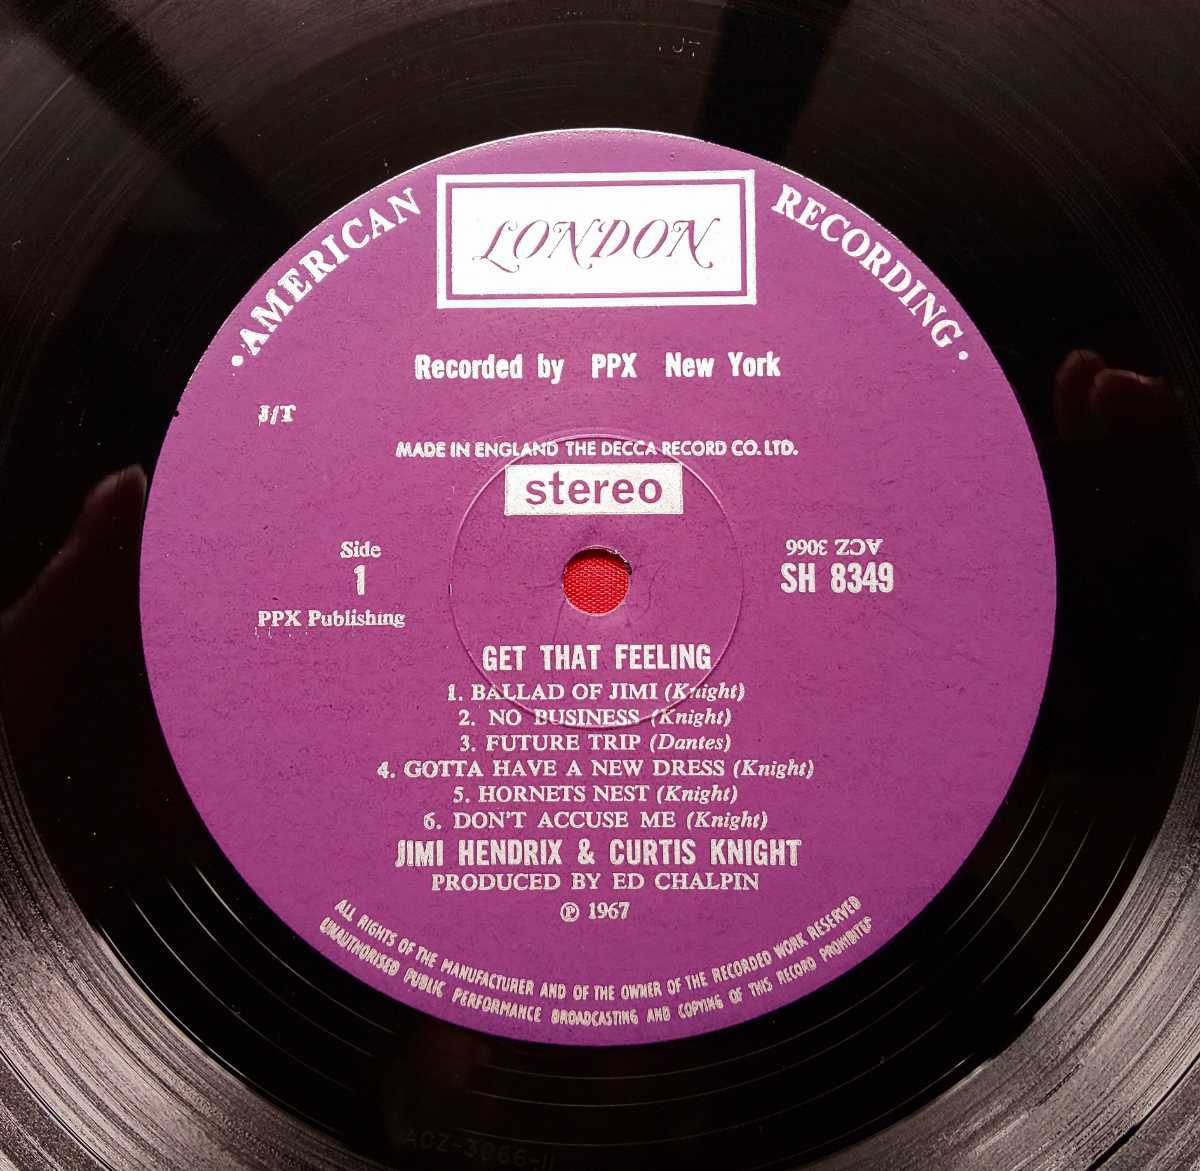 LONDON
·AMERICAN RECORDING·
Recorded by PPX New York
J/T
MADE IN ENGLAND THE DECCA RECORD CO. LTD.
stereo
Side
1
PPX Publishing
ACZ 3066
SH 8349
GET THAT FEELING
1. BALLAD OF JIMI (Knight)
2. NO BUSINESS (Knight)
3. FUTURE TRIP (Dantes)
4. GOTTA HAVE A NEW DRESS (Knight)
5. HORNETS NEST (Knight)
6. DON'T ACCUSE ME (Knight)
JIMI HENDRIX & CURTIS KNIGHT
PRODUCED BY ED CHALPIN
℗ 1967
ALL RIGHTS OF THE MANUFACTURER AND OF THE OWNER OF THE RECORDED WORK RESERVED
UNAUTHORISED PUBLIC PERFORMANCE BROADCASTING AND COPYING OF THIS RECORD PROHIBITED